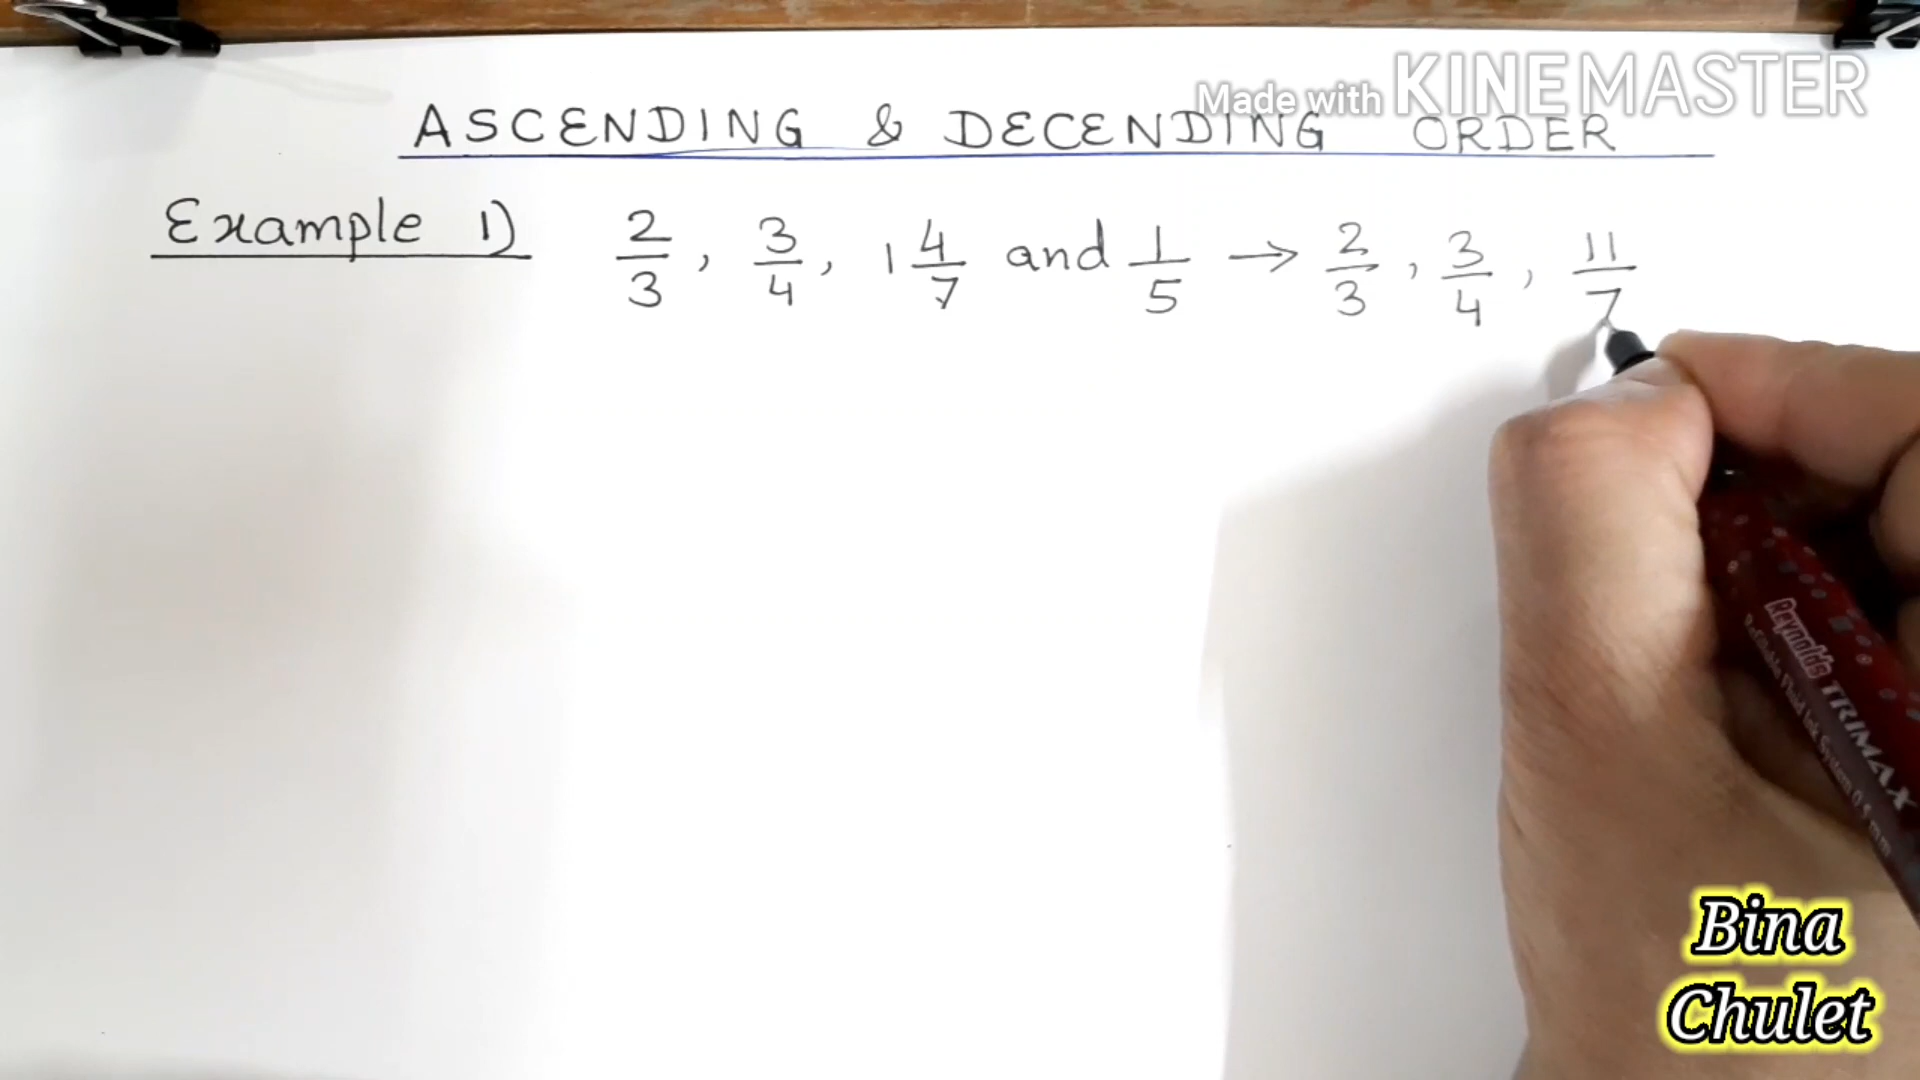 Made with KINEMASTER
ASCENDING & DECENDING ORDER
Example 1) 2/3, 3/4, 1 4/7 and 1/5 → 2/3, 3/4, 11/7
Reynolds TRIMAX
Bina
Chulet